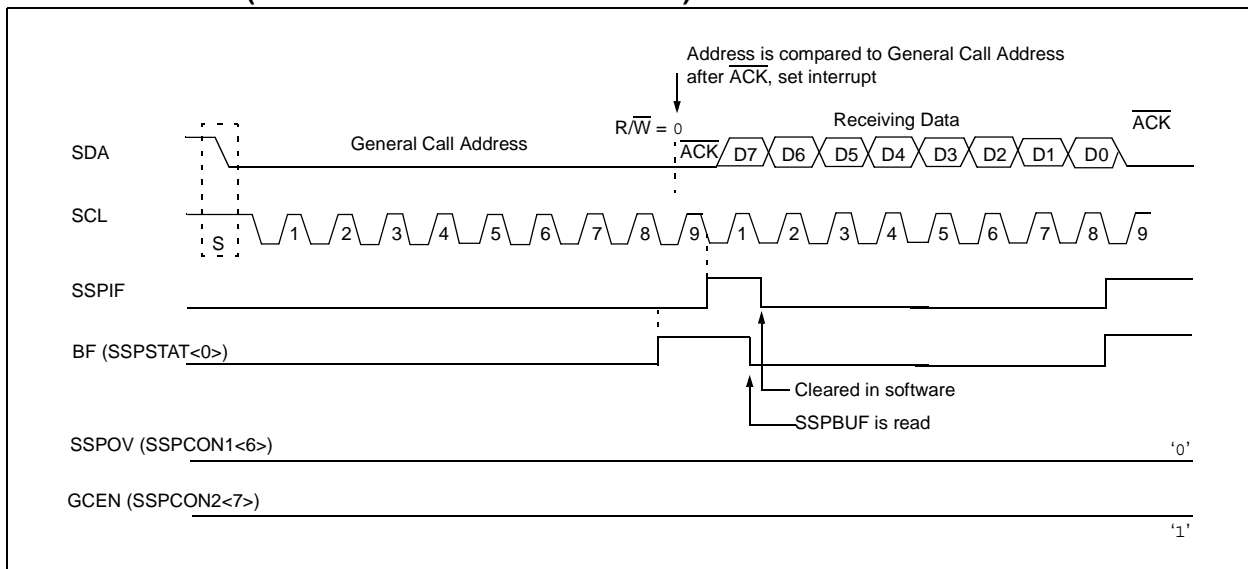 Address is compared to General Call Address
after ACK, set interrupt
R/W = 0
Receiving Data
ACK
SDA
General Call Address
ACK
D7 D6 D5 D4 D3 D2 D1 D0
SCL
S
1 2 3 4 5 6 7 8 9 1 2 3 4 5 6 7 8 9
SSPIF
BF (SSPSTAT<0>)
Cleared in software
SSPBUF is read
SSPOV (SSPCON1<6>)
‘0’
GCEN (SSPCON2<7>)
‘1’